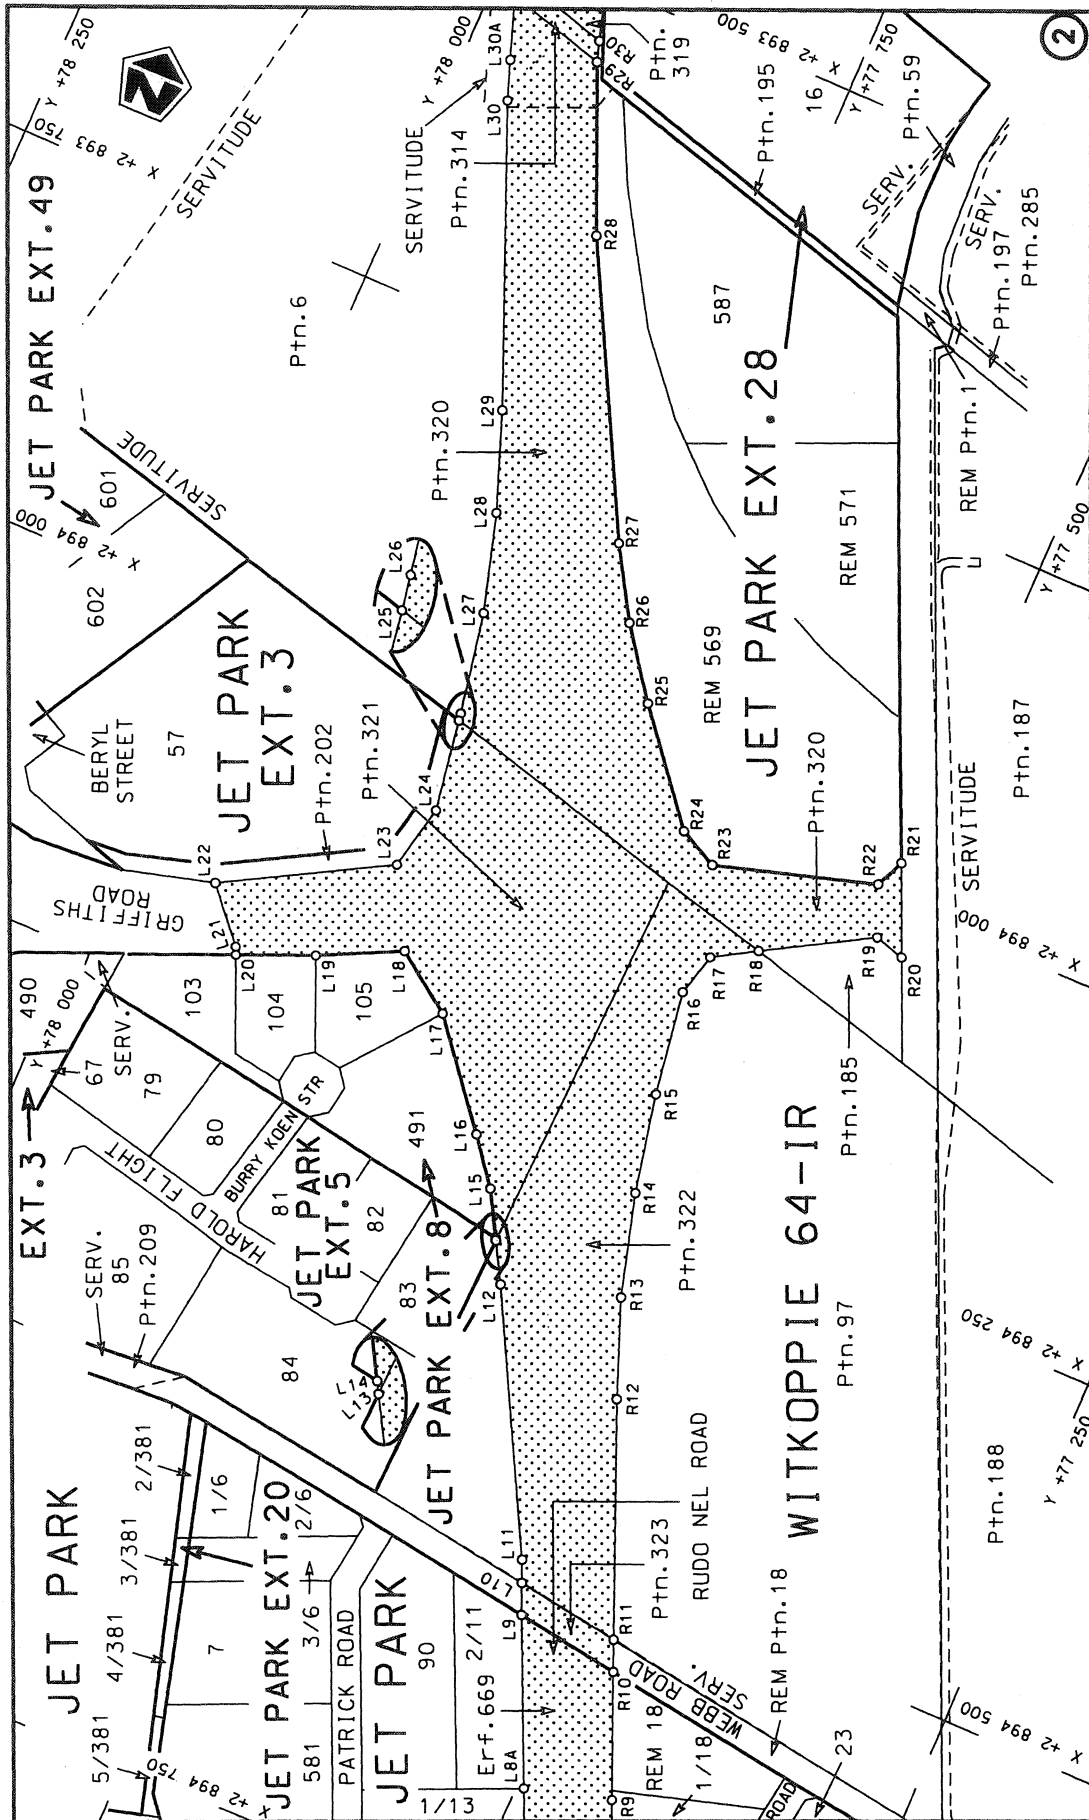 2
JET PARK
5/381
4/381
3/381
2/381
X +2 894 750
JET PARK EXT.20
7
1/6
2/6
3/6
581
PATRICK ROAD
JET PARK
90
2/11
1/13
Erf.669
L8A
L9
L10
L11
EXT.3
SERV.
85
Ptn.209
HAROLD FLIGHT
67
SERV.
490
Y +78 000
79
80
BURRY KOEN STR
81
82
83
84
JET PARK
EXT.5
JET PARK EXT.8
491
L14
L13
L12
L15
L16
L17
L18
L19
L20
L21
L22
103
104
105
GRIFFITHS
ROAD
BERYL
STREET
57
JET PARK
EXT.3
Ptn.202
Ptn.321
L23
L24
602
601
JET PARK EXT.49
X +2 894 000
SERVITUDE
L25
L26
L27
L28
L29
Ptn.320
Ptn.6
SERVITUDE
X +2 893 750
Y +78 250
N
SERVITUDE
Ptn.314
Y +78 000
L30
L30A
R30
R29
Ptn.
319
X +2 893 500
Y +77 750
16
Ptn.195
Ptn.59
SERV.
SERV.
Ptn.197
Ptn.285
REM Ptn.1
R28
587
JET PARK EXT.28
REM 571
REM 569
R27
R26
R25
R24
R23
R22
R21
Ptn.320
Y +77 500
Ptn.187
SERVITUDE
X +2 894 000
R20
R19
R18
R17
R16
R15
R14
R13
R12
R11
R10
R9
Ptn.185
Ptn.322
WITKOPPIE 64-IR
Ptn.97
X +2 894 250
Y +77 250
Ptn.188
RUDO NEL ROAD
Ptn.323
WEBB ROAD
SERV.
REM Ptn.18
REM 18
1/18
ROAD
23
X +2 894 500